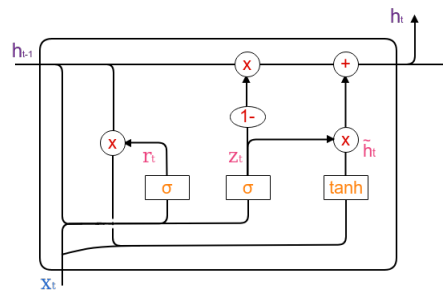 hₜ
hₜ₋₁
x
+
1-
x
rₜ
zₜ
x
h̃ₜ
σ
σ
tanh
xₜ